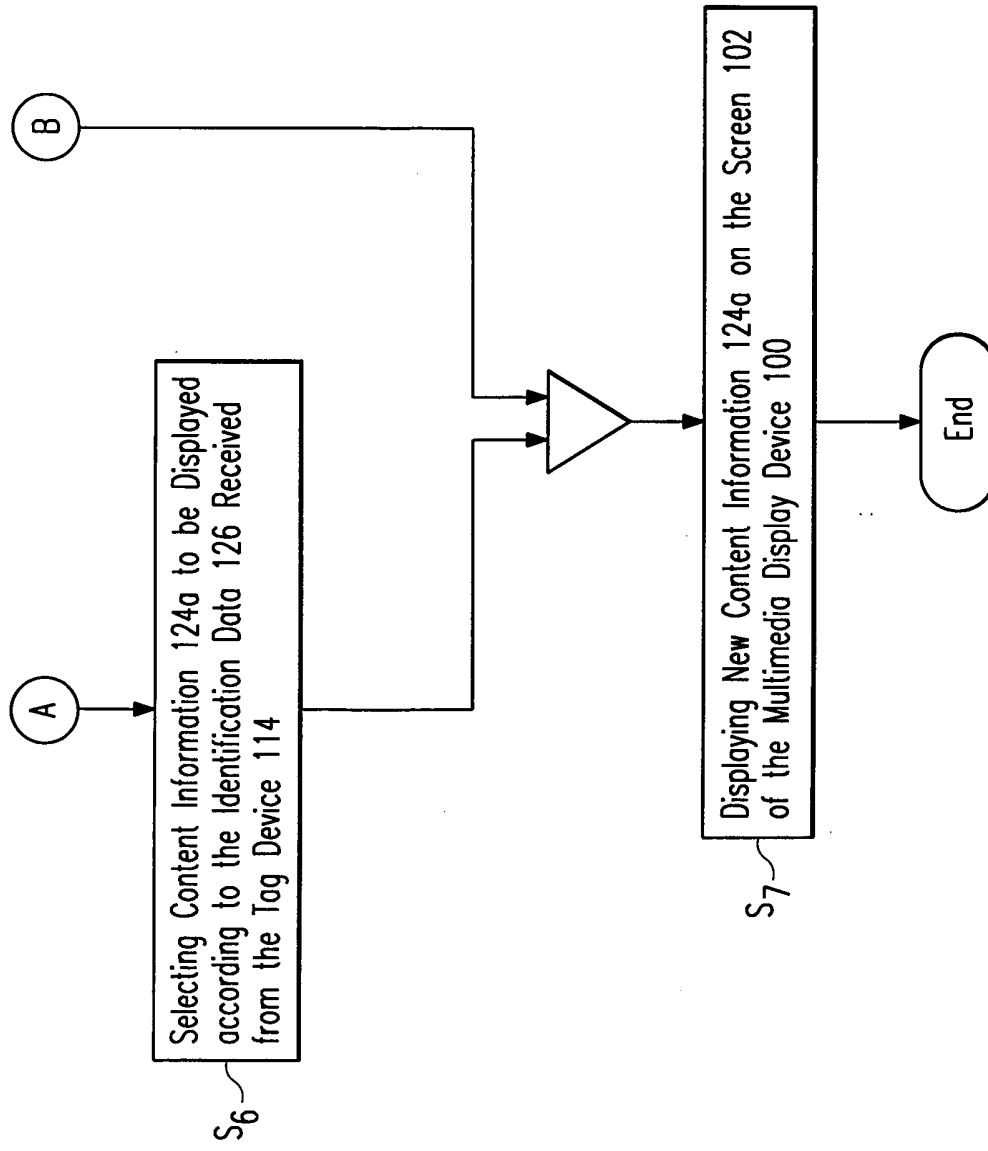 A
B
S6
Selecting Content Information 124a to be Displayed
according to the Identification Data 126 Received
from the Tag Device 114
S7
Displaying New Content Information 124a on the Screen 102
of the Multimedia Display Device 100
End